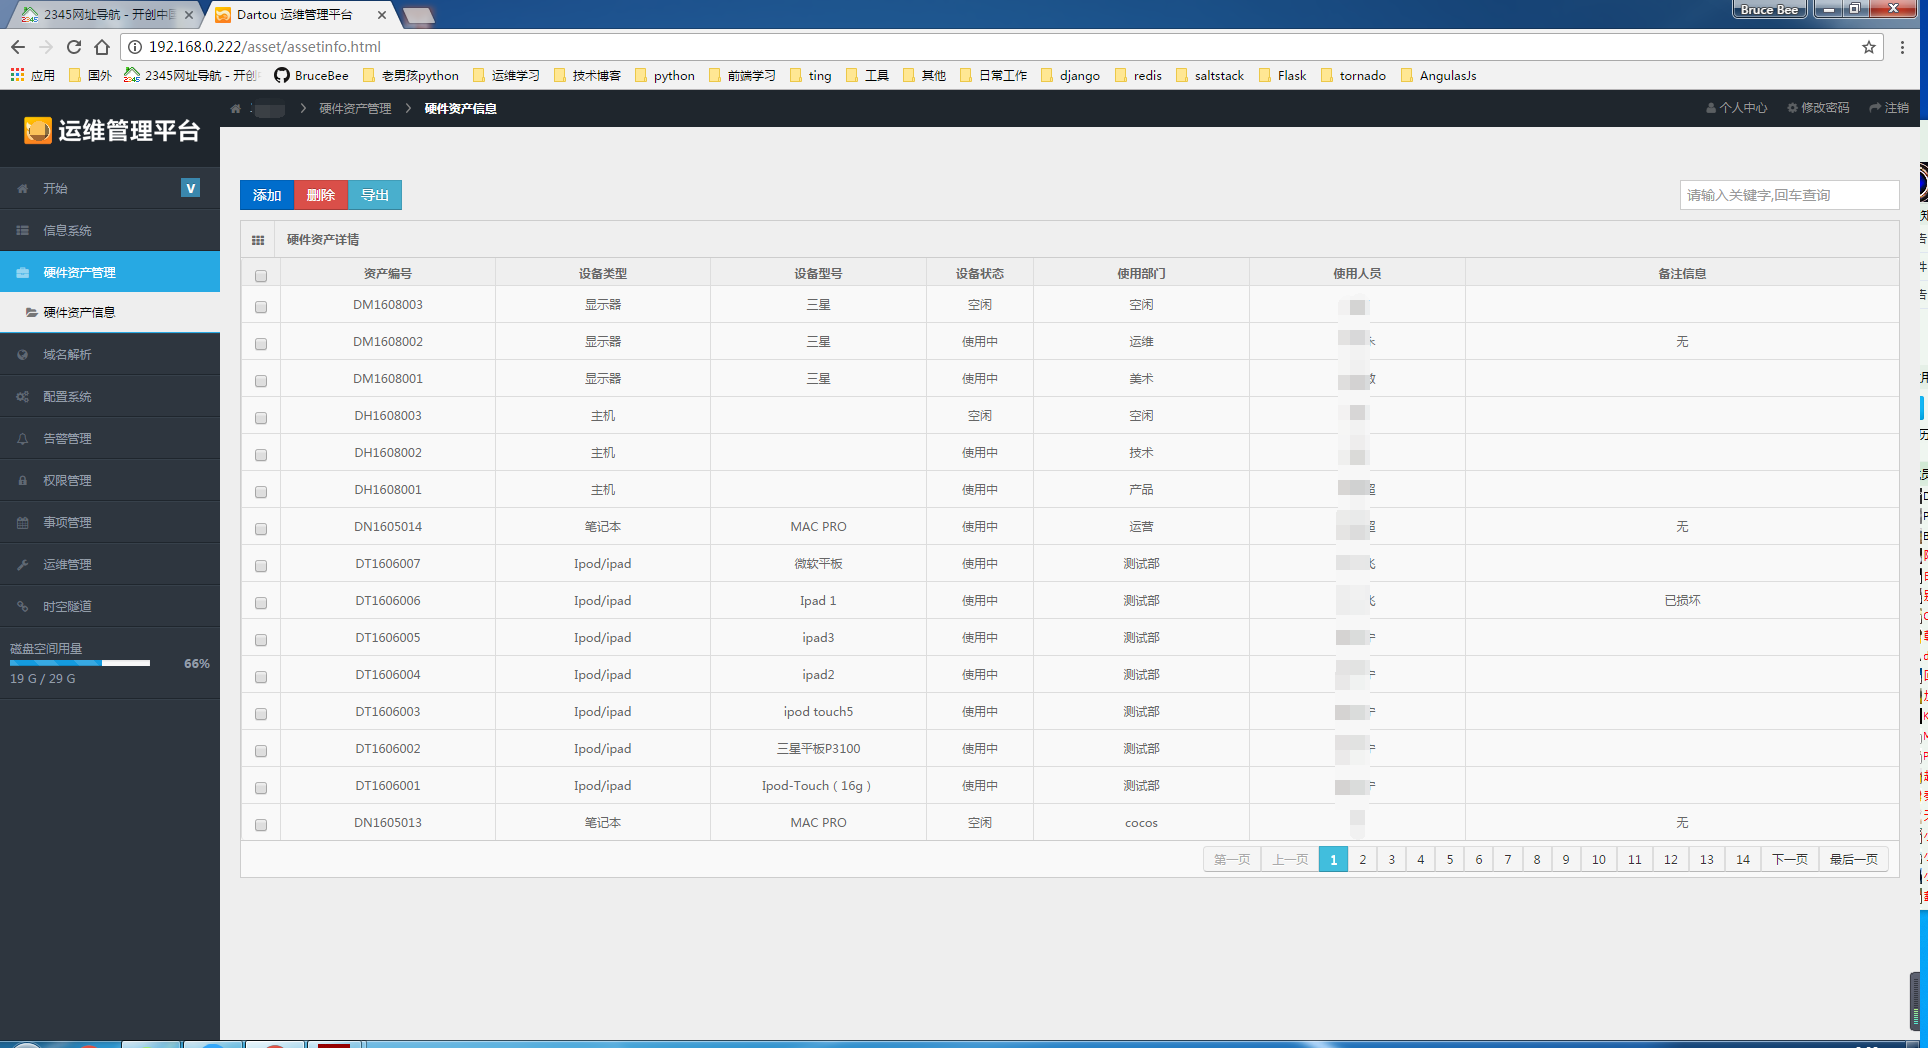 2345网址导航 - 开创中国
Dartou 运维管理平台
Bruce Bee
192.168.0.222/asset/assetinfo.html
应用 国外 2345网址导航 - 开创 BruceBee 老男孩python 运维学习 技术博客 python 前端学习 ting 工具 其他 日常工作 django redis saltstack Flask tornado AngulasJs
硬件资产管理 硬件资产信息
个人中心 修改密码 注销
运维管理平台
开始 V
信息系统
硬件资产管理
硬件资产信息
域名解析
配置系统
告警管理
权限管理
事项管理
运维管理
时空隧道
磁盘空间用量
66%
19 G / 29 G
添加 删除 导出
请输入关键字,回车查询
硬件资产详情
资产编号 设备类型 设备型号 设备状态 使用部门 使用人员 备注信息
DM1608003 显示器 三星 空闲 空闲
DM1608002 显示器 三星 使用中 运维 无
DM1608001 显示器 三星 使用中 美术
DH1608003 主机 空闲 空闲
DH1608002 主机 使用中 技术
DH1608001 主机 使用中 产品
DN1605014 笔记本 MAC PRO 使用中 运营 无
DT1606007 Ipod/ipad 微软平板 使用中 测试部
DT1606006 Ipod/ipad Ipad 1 使用中 测试部 已损坏
DT1606005 Ipod/ipad ipad3 使用中 测试部
DT1606004 Ipod/ipad ipad2 使用中 测试部
DT1606003 Ipod/ipad ipod touch5 使用中 测试部
DT1606002 Ipod/ipad 三星平板P3100 使用中 测试部
DT1606001 Ipod/ipad Ipod-Touch（16g） 使用中 测试部
DN1605013 笔记本 MAC PRO 空闲 cocos 无
第一页 上一页 1 2 3 4 5 6 7 8 9 10 11 12 13 14 下一页 最后一页